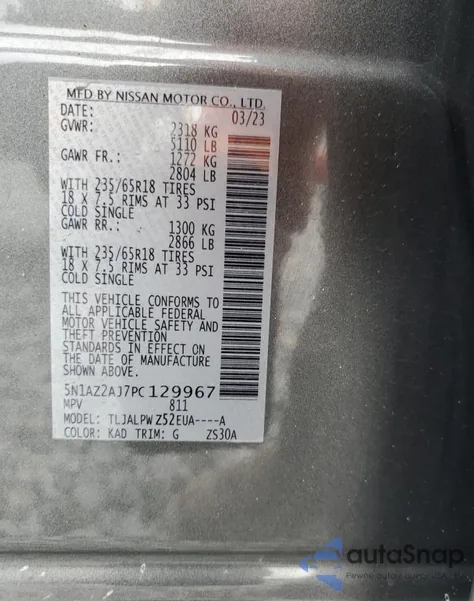 MFD BY NISSAN MOTOR CO., LTD.
DATE: 03/23
GVWR: 2318 KG
5110 LB
GAWR FR.: 1272 KG
2804 LB
WITH 235/65R18 TIRES
18 X 7.5 RIMS AT 33 PSI
COLD SINGLE
GAWR RR.: 1300 KG
2866 LB
WITH 235/65R18 TIRES
18 X 7.5 RIMS AT 33 PSI
COLD SINGLE
THIS VEHICLE CONFORMS TO
ALL APPLICABLE FEDERAL
MOTOR VEHICLE SAFETY AND
THEFT PREVENTION
STANDARDS IN EFFECT ON
THE DATE OF MANUFACTURE
SHOWN ABOVE.
5N1AZ2AJ7PC129967
MPV 811
MODEL: TLJALPW Z52EUA----A
COLOR: KAD TRIM: G ZS30A
autoSnap